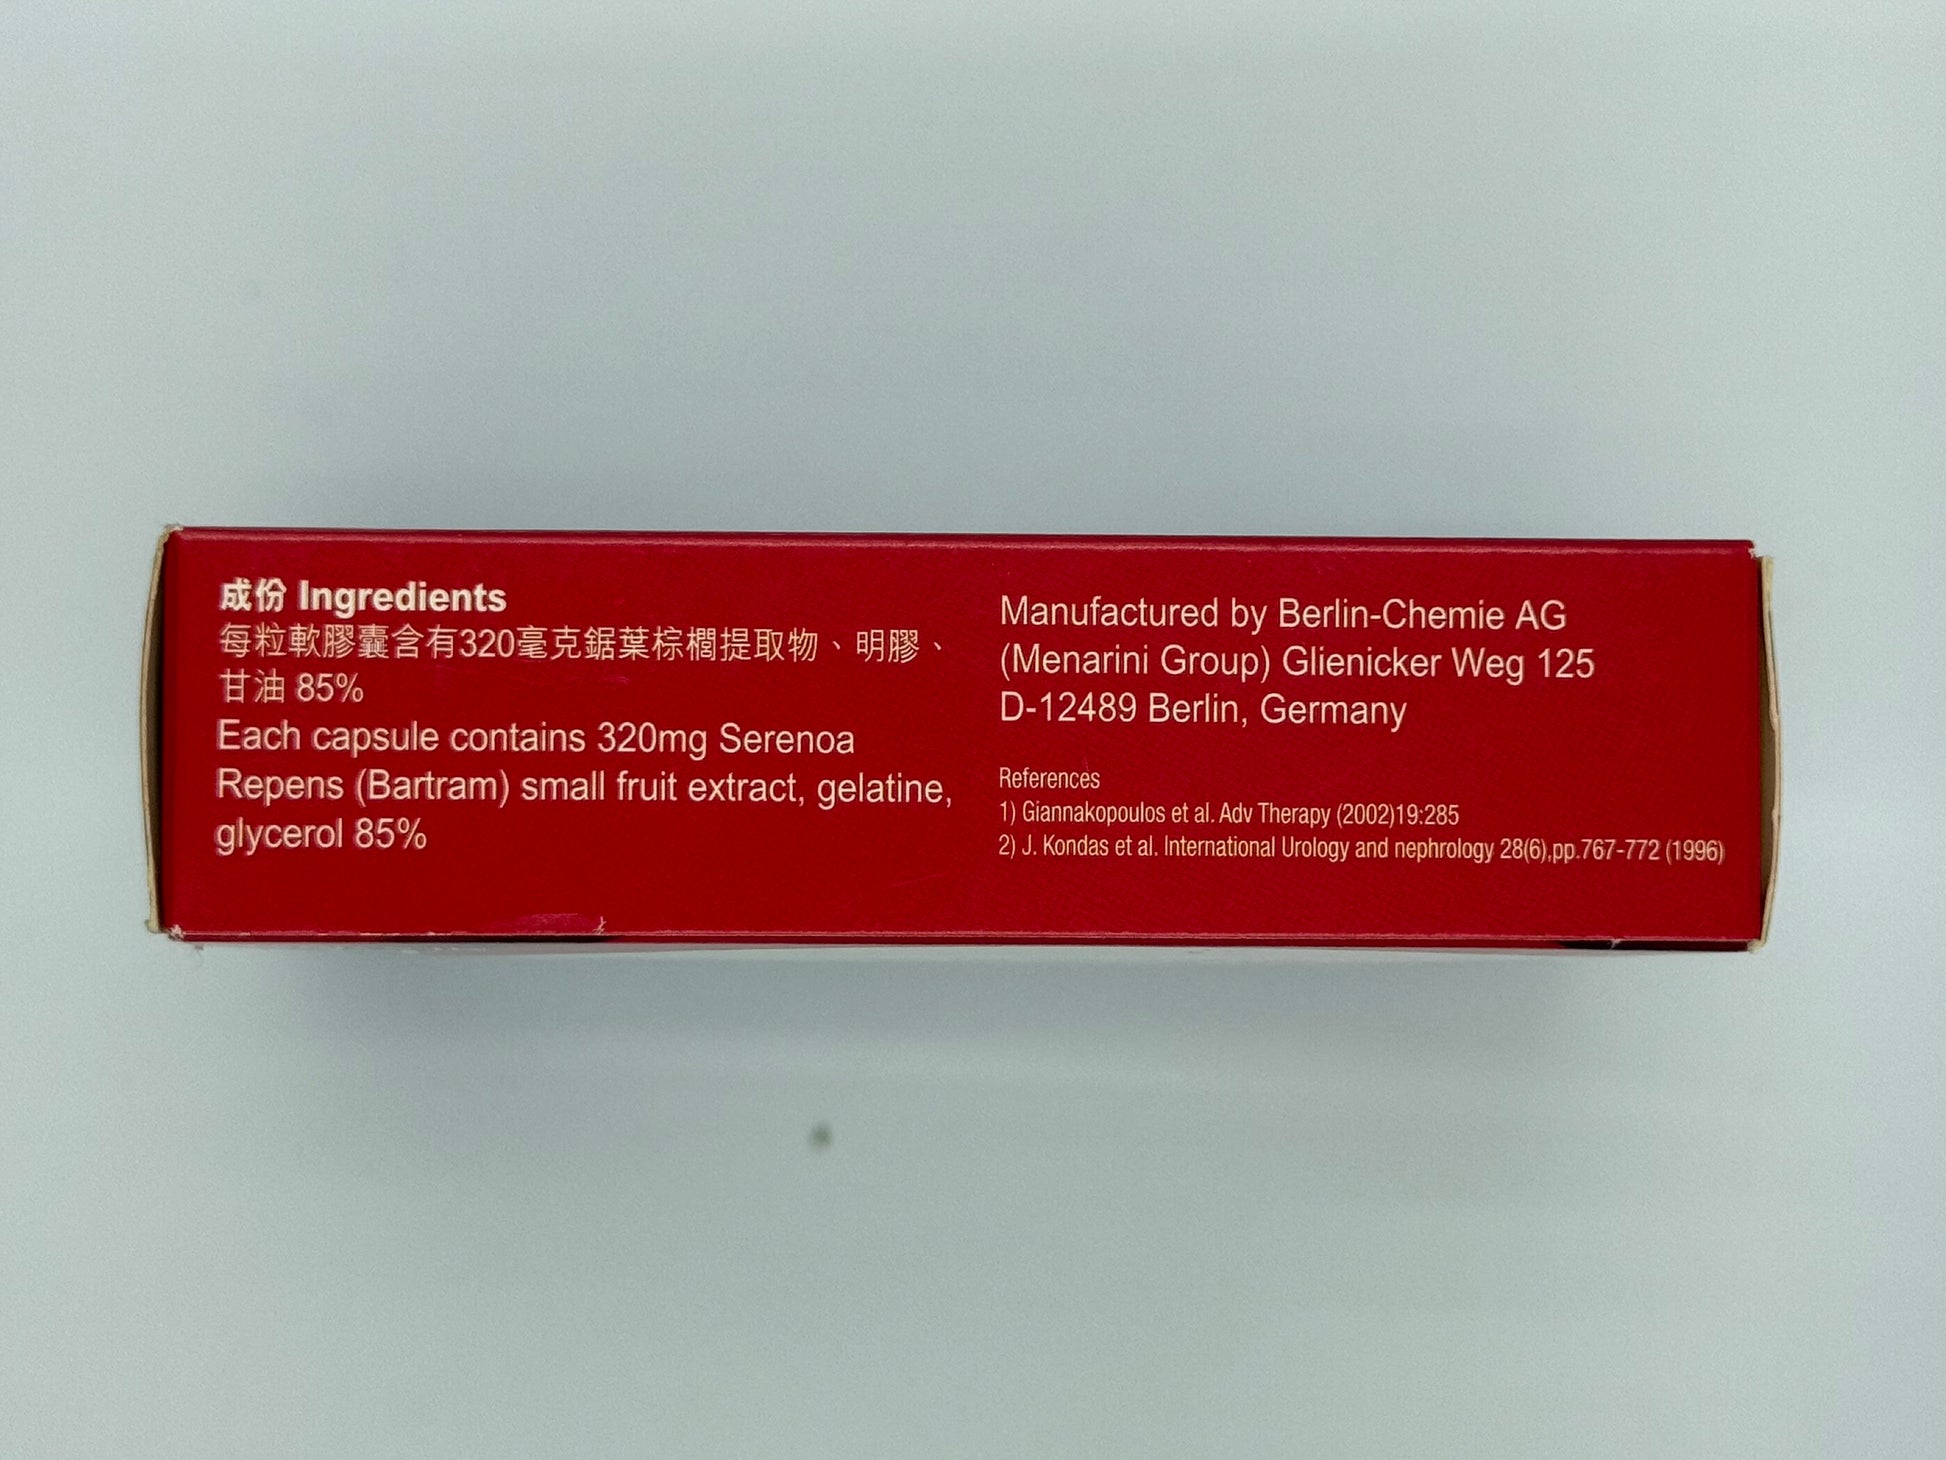 成份 Ingredients
每粒軟膠囊含有320毫克鋸葉棕櫚提取物、明膠、
甘油 85%
Each capsule contains 320mg Serenoa
Repens (Bartram) small fruit extract, gelatine,
glycerol 85%
Manufactured by Berlin-Chemie AG
(Menarini Group) Glienicker Weg 125
D-12489 Berlin, Germany
References
1) Giannakopoulos et al. Adv Therapy (2002)19:285
2) J. Kondas et al. International Urology and nephrology 28(6),pp.767-772 (1996)